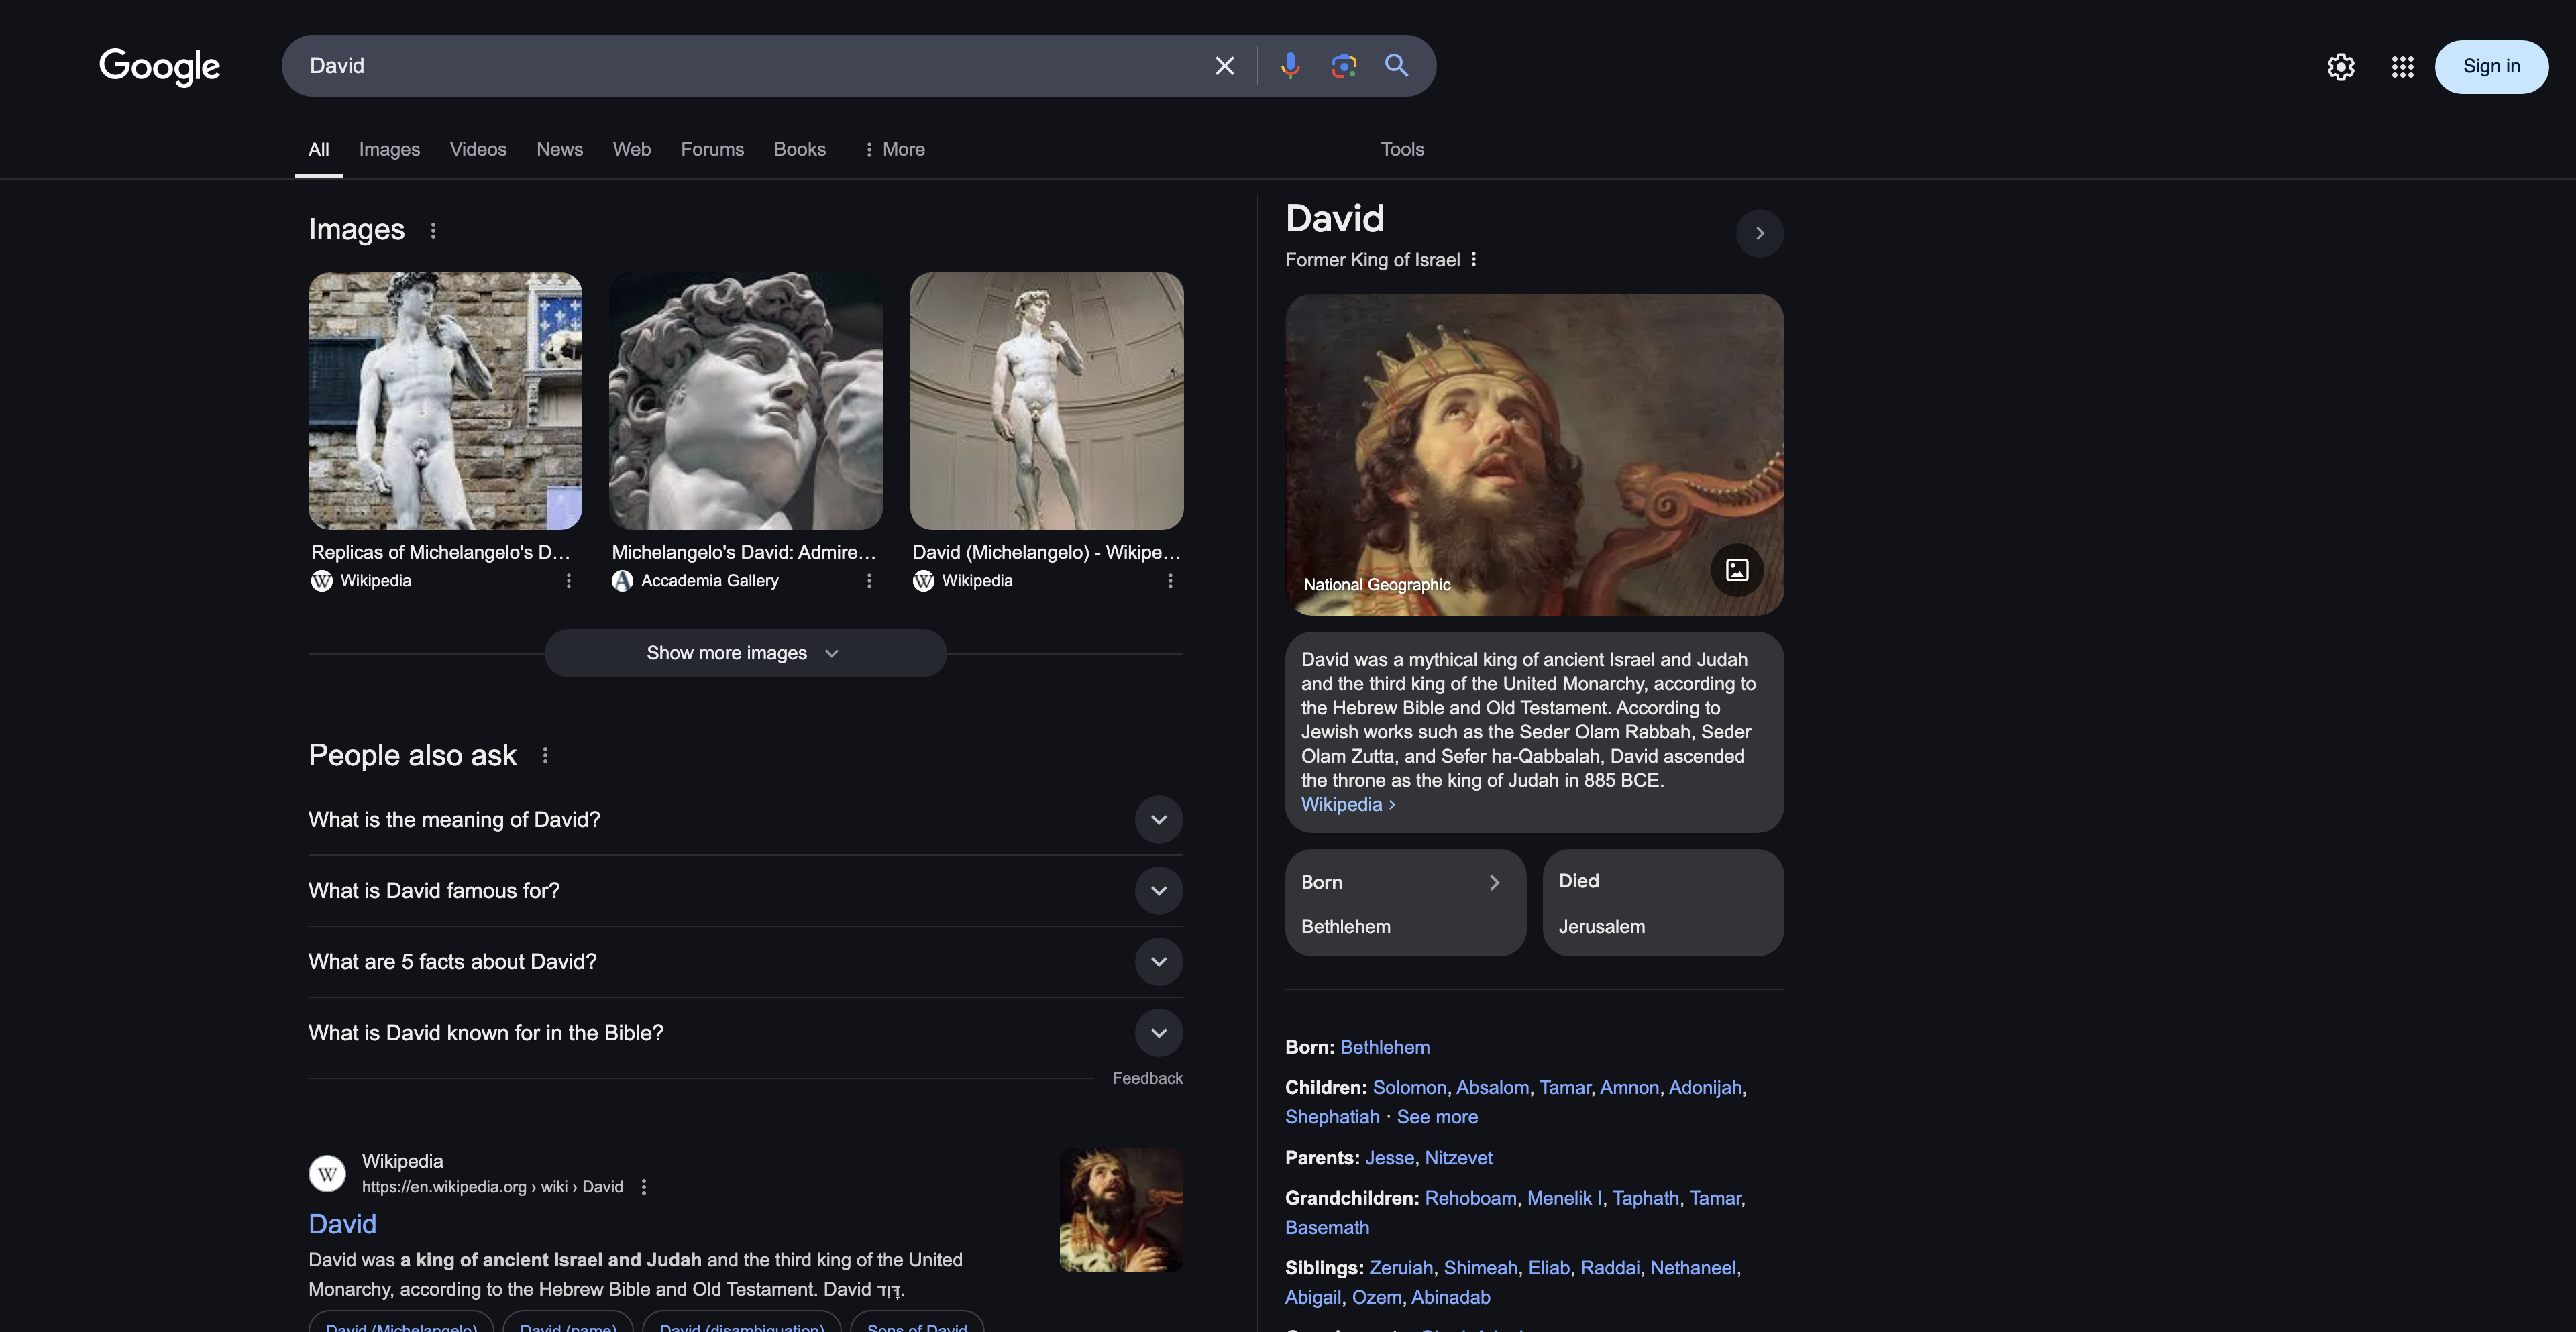 Google
David
Sign in
All
Images
Videos
News
Web
Forums
Books
More
Tools
Images
Replicas of Michelangelo's D...
Wikipedia
Michelangelo's David: Admire...
Accademia Gallery
David (Michelangelo) - Wikipe...
Wikipedia
Show more images
People also ask
What is the meaning of David?
What is David famous for?
What are 5 facts about David?
What is David known for in the Bible?
Feedback
Wikipedia
https://en.wikipedia.org › wiki › David
David
David was a king of ancient Israel and Judah and the third king of the United
Monarchy, according to the Hebrew Bible and Old Testament. David דָּוִד.
David (Michelangelo)
David (name)
David (disambiguation)
Sons of David
David
Former King of Israel
National Geographic
David was a mythical king of ancient Israel and Judah
and the third king of the United Monarchy, according to
the Hebrew Bible and Old Testament. According to
Jewish works such as the Seder Olam Rabbah, Seder
Olam Zutta, and Sefer ha-Qabbalah, David ascended
the throne as the king of Judah in 885 BCE.
Wikipedia ›
Born
Bethlehem
Died
Jerusalem
Born: Bethlehem
Children: Solomon, Absalom, Tamar, Amnon, Adonijah,
Shephatiah · See more
Parents: Jesse, Nitzevet
Grandchildren: Rehoboam, Menelik I, Taphath, Tamar,
Basemath
Siblings: Zeruiah, Shimeah, Eliab, Raddai, Nethaneel,
Abigail, Ozem, Abinadab